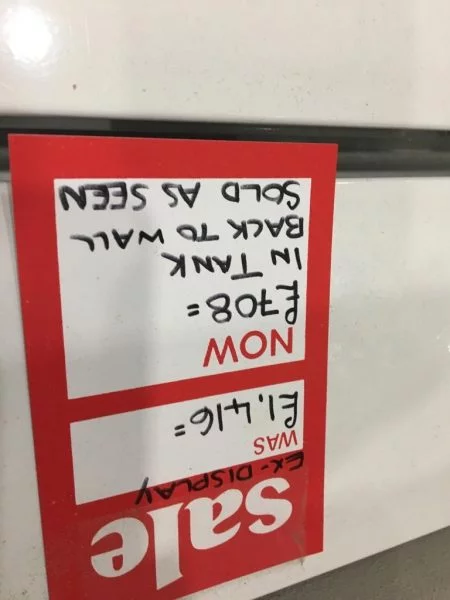 sale
EX-DISPLAY
WAS
£1,416=
NOW
£708=
IN TANK
BACK TO WALL
SOLD AS SEEN